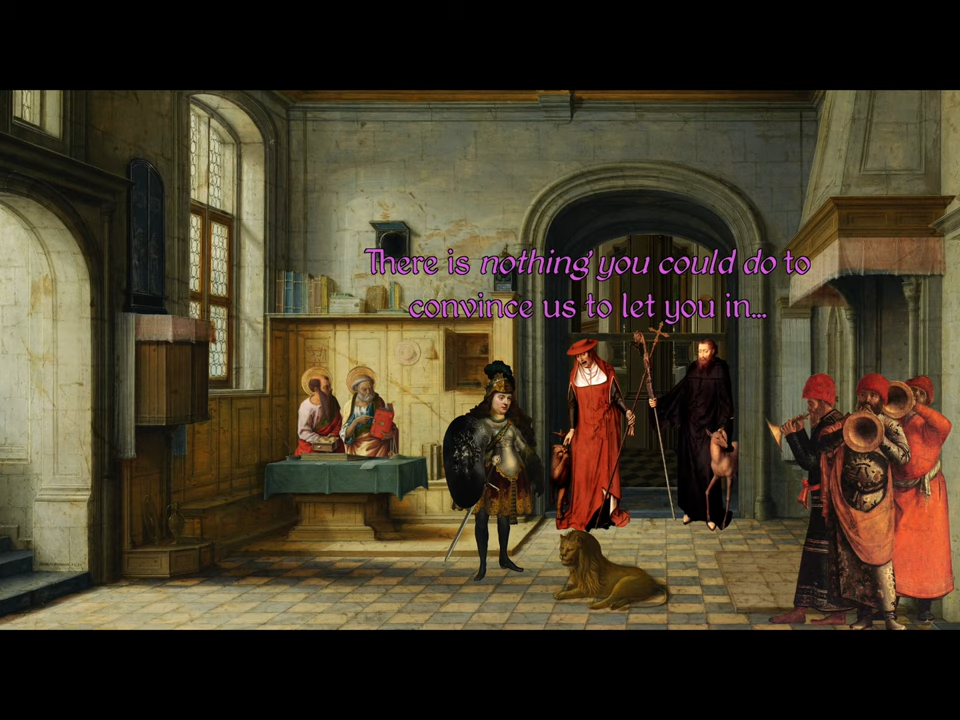 There is nothing you could do to
convince us to let you in...